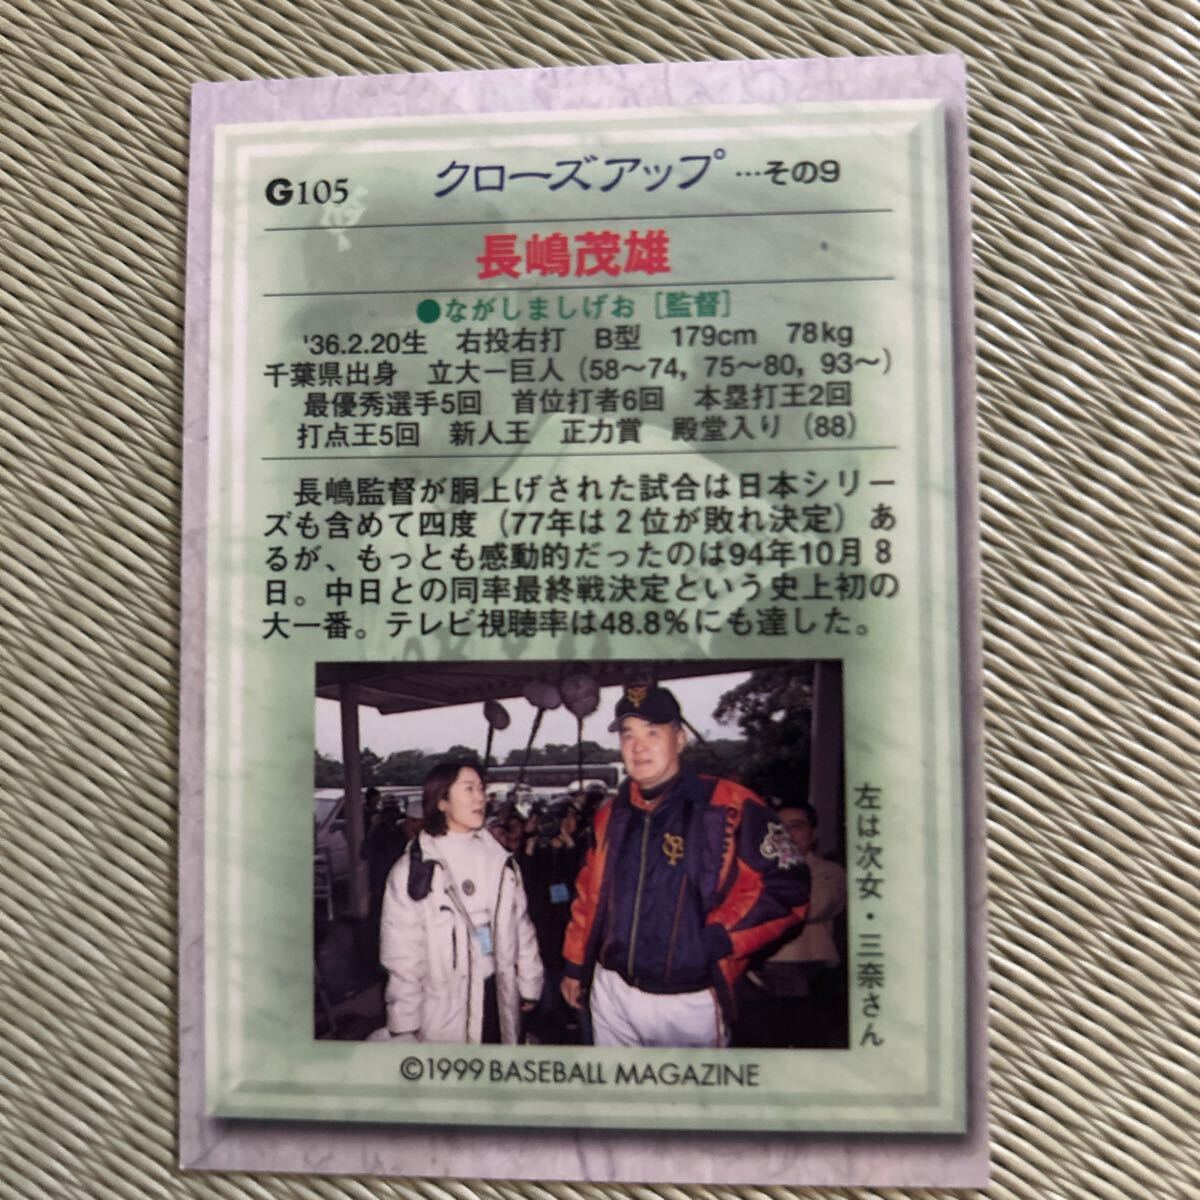 G105 クローズアップ…その9
長嶋茂雄
●ながしましげお［監督］
'36.2.20生 右投右打 B型 179cm 78kg
千葉県出身 立大ー巨人（58〜74，75〜80，93〜）
最優秀選手5回 首位打者6回 本塁打王2回
打点王5回 新人王 正力賞 殿堂入り（88）
長嶋監督が胴上げされた試合は日本シリー
ズも含めて四度（77年は2位が敗れ決定）あ
るが、もっとも感動的だったのは94年10月8
日。中日との同率最終戦決定という史上初の
大一番。テレビ視聴率は48.8％にも達した。
左は次女・三奈さん
©1999 BASEBALL MAGAZINE